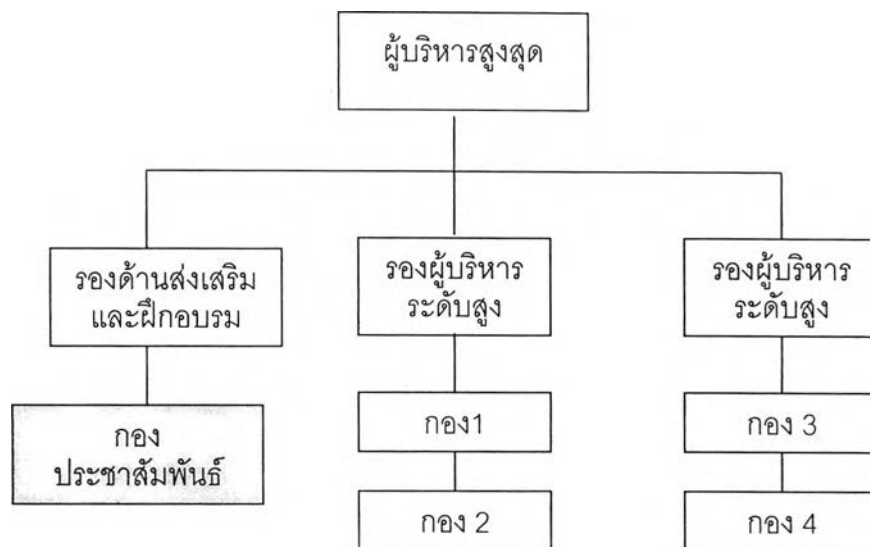 ผู้บริหารสูงสุด
รองด้านส่งเสริม
และฝึกอบรม
รองผู้บริหาร
ระดับสูง
รองผู้บริหาร
ระดับสูง
กอง
ประชาสัมพันธ์
กอง1
กอง 3
กอง 2
กอง 4